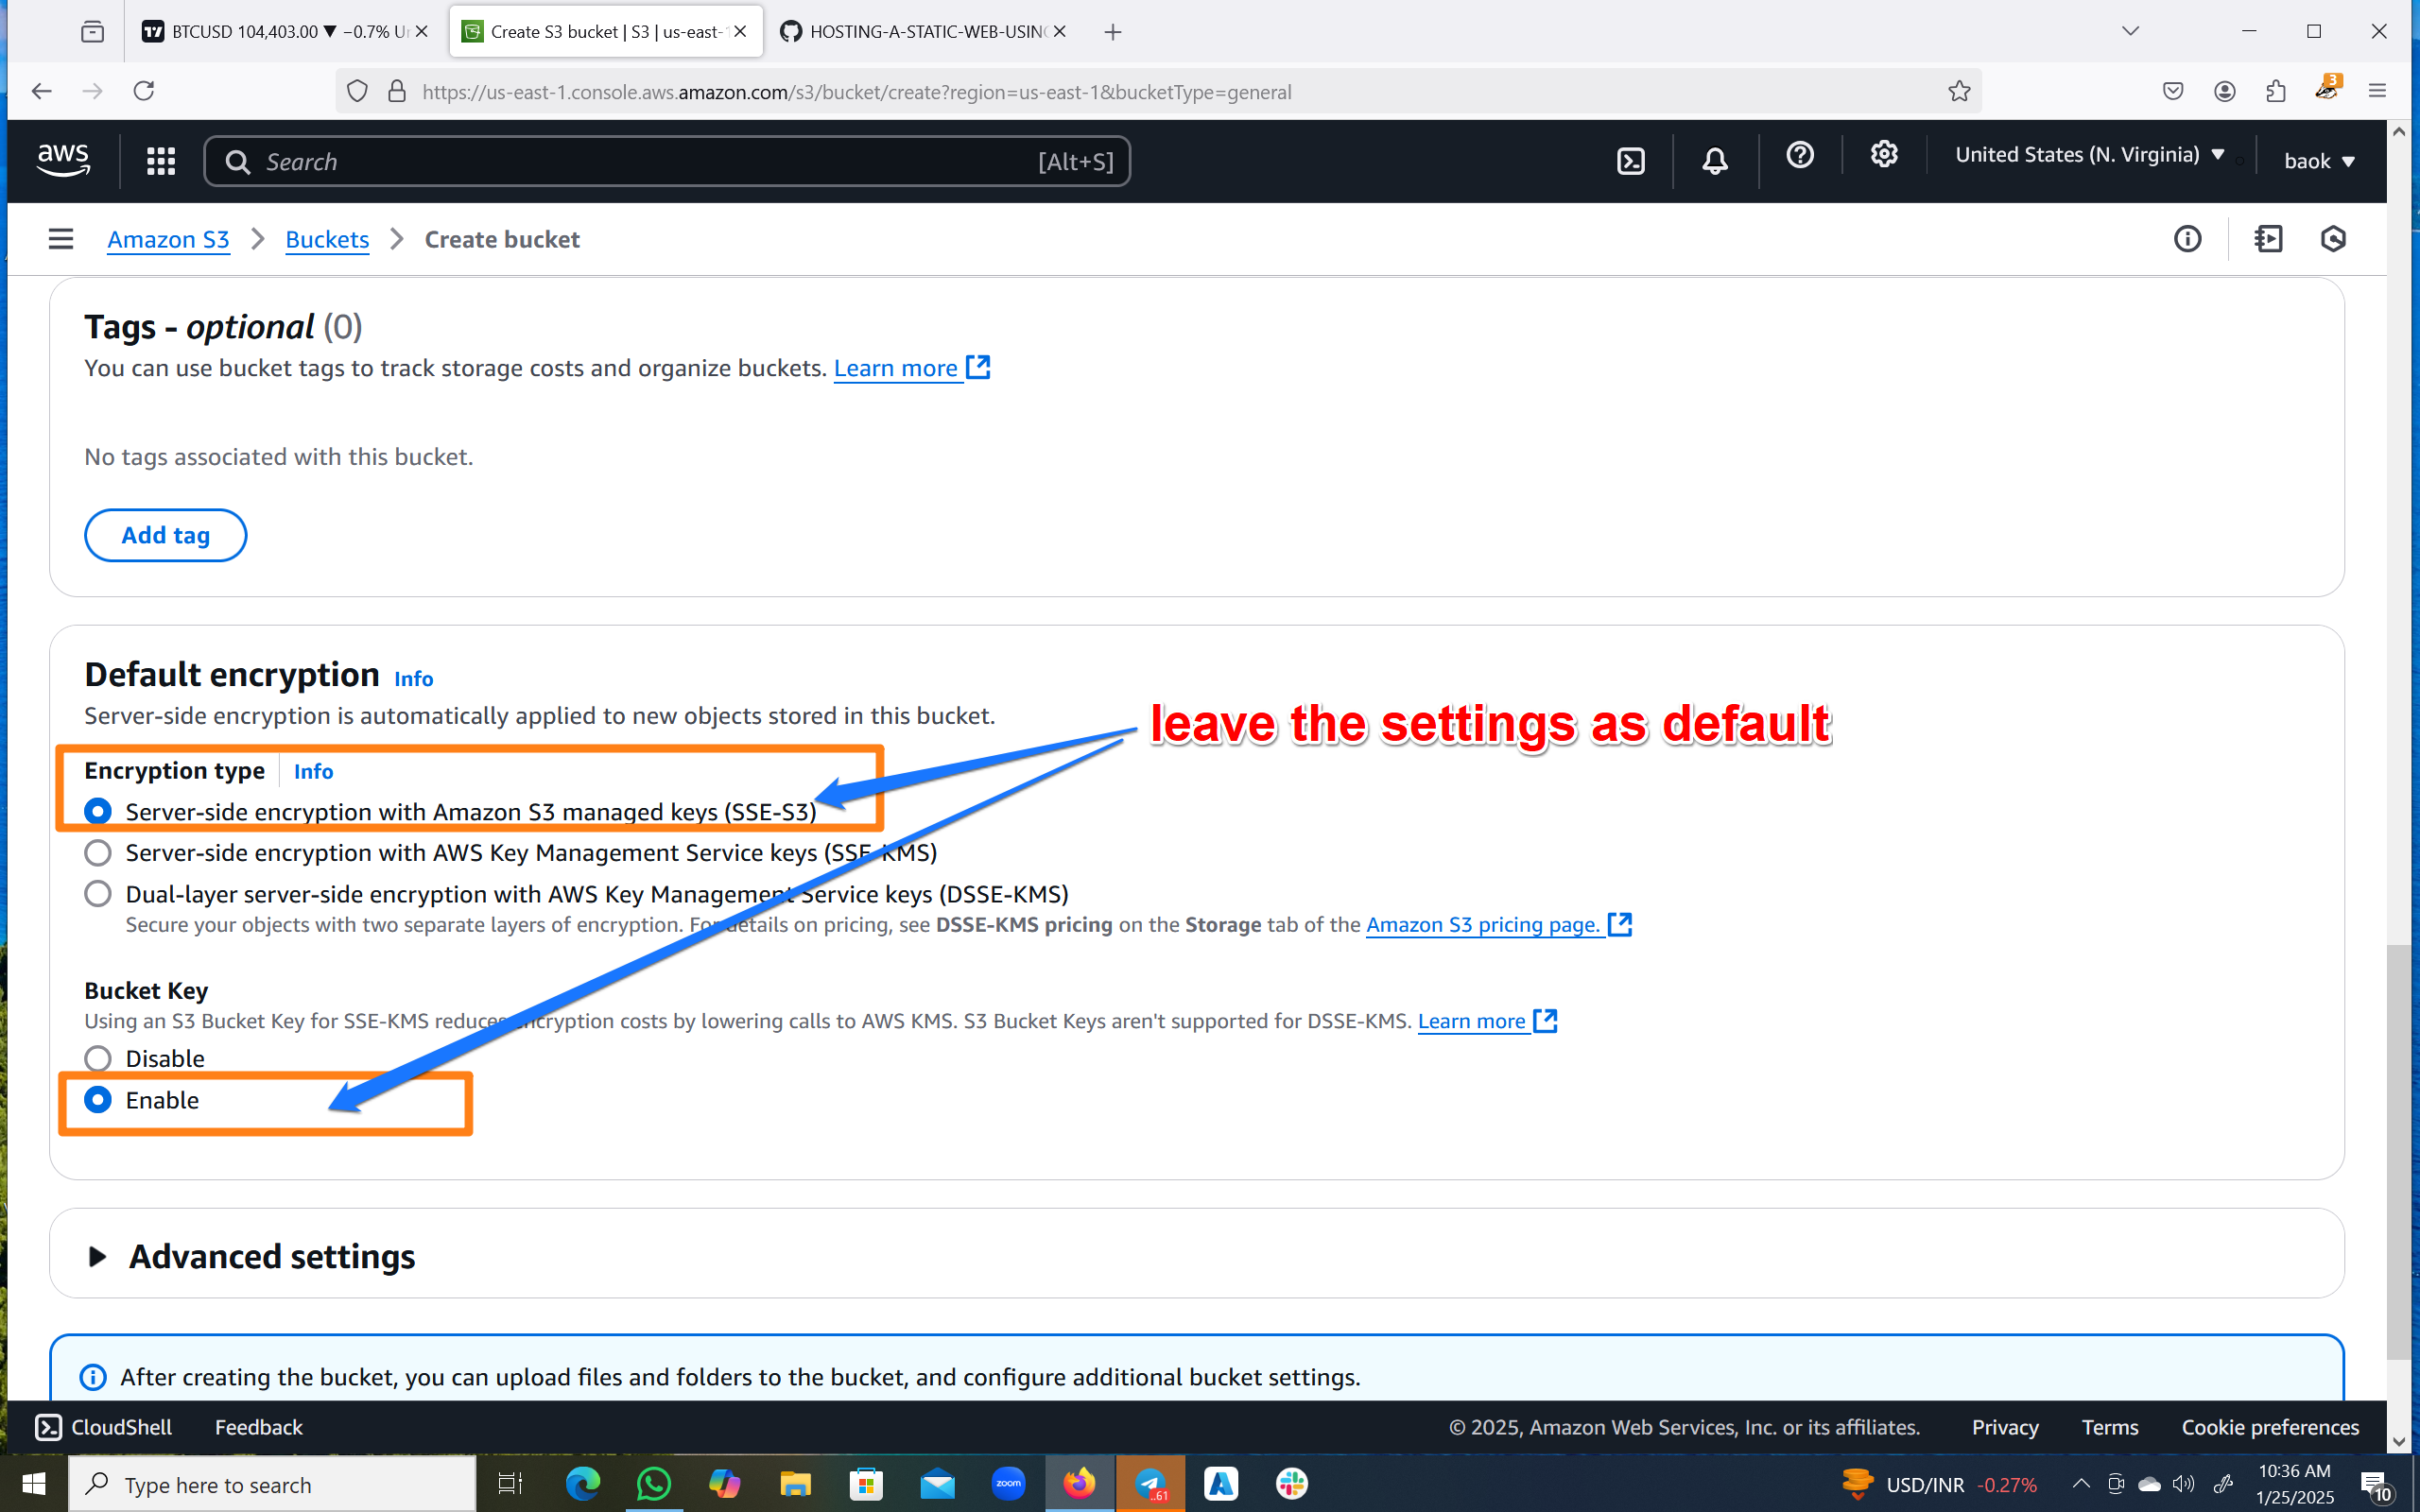 BTCUSD 104,403.00 ▼ −0.7% Un
Create S3 bucket | S3 | us-east-1
HOSTING-A-STATIC-WEB-USING
https://us-east-1.console.aws.amazon.com/s3/bucket/create?region=us-east-1&bucketType=general
3
aws
Search
[Alt+S]
United States (N. Virginia) ▼
baok ▼
Amazon S3 > Buckets > Create bucket
Tags - optional (0)
You can use bucket tags to track storage costs and organize buckets. Learn more
No tags associated with this bucket.
Add tag
Default encryption Info
Server-side encryption is automatically applied to new objects stored in this bucket.
leave the settings as default
Encryption type Info
Server-side encryption with Amazon S3 managed keys (SSE-S3)
Server-side encryption with AWS Key Management Service keys (SSE-KMS)
Dual-layer server-side encryption with AWS Key Management Service keys (DSSE-KMS)
Secure your objects with two separate layers of encryption. For details on pricing, see DSSE-KMS pricing on the Storage tab of the Amazon S3 pricing page.
Bucket Key
Using an S3 Bucket Key for SSE-KMS reduces encryption costs by lowering calls to AWS KMS. S3 Bucket Keys aren't supported for DSSE-KMS. Learn more
Disable
Enable
Advanced settings
After creating the bucket, you can upload files and folders to the bucket, and configure additional bucket settings.
CloudShell
Feedback
© 2025, Amazon Web Services, Inc. or its affiliates.
Privacy
Terms
Cookie preferences
Type here to search
zoom
..61
USD/INR -0.27%
10:36 AM
1/25/2025
10